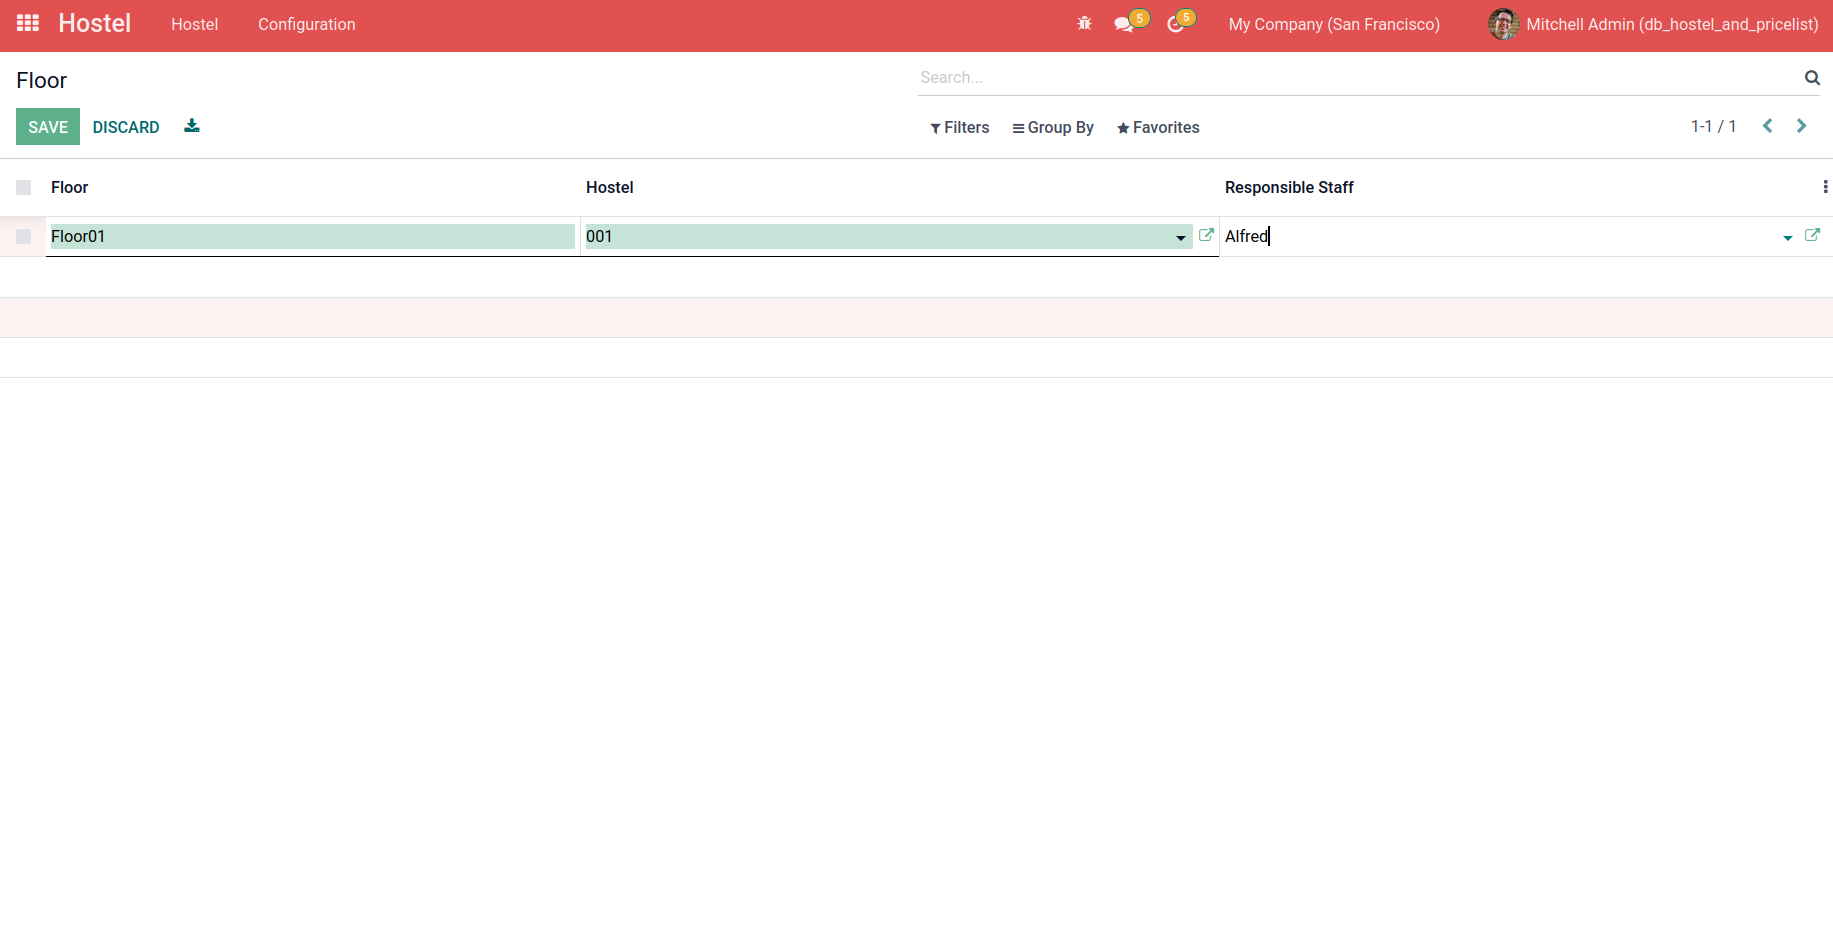 Hostel Hostel Configuration 5 5 My Company (San Francisco) Mitchell Admin (db_hostel_and_pricelist)
Floor Search...
SAVE DISCARD Filters Group By Favorites 1-1 / 1
Floor Hostel Responsible Staff
Floor01 001 Alfred